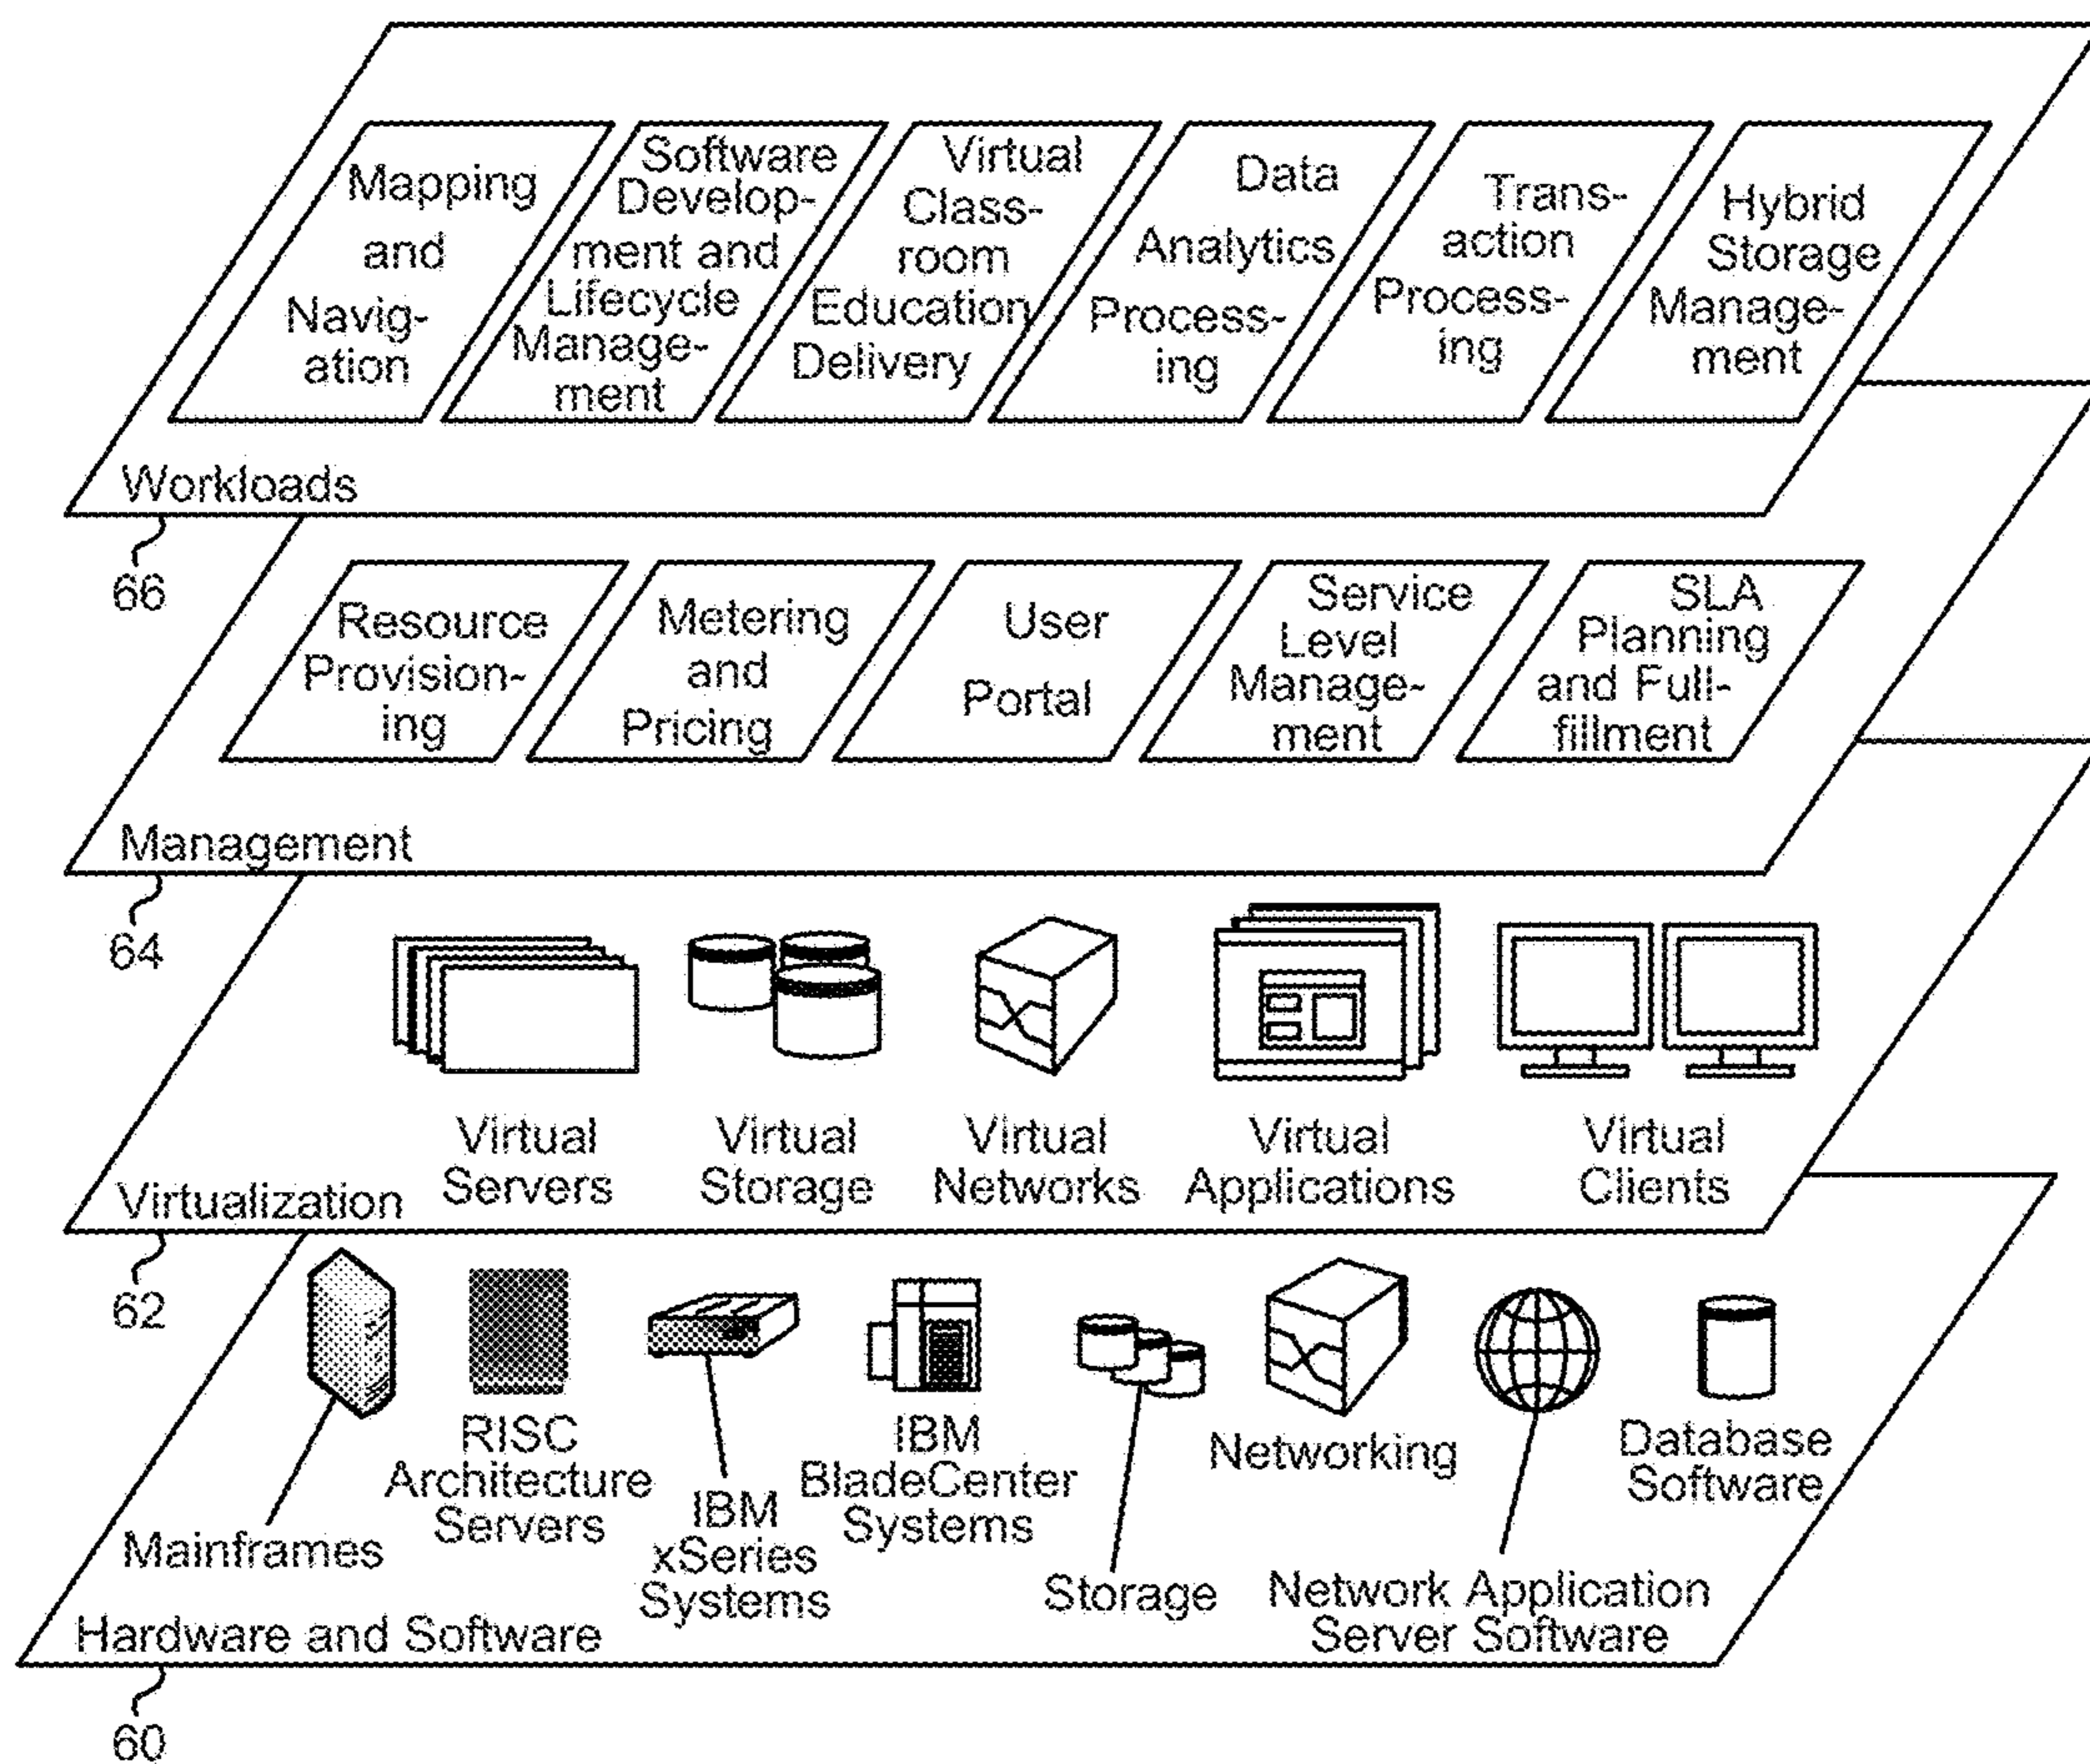 Mapping
and
Navig-
ation
Software
Develop-
ment and
Lifecycle
Manage-
ment
Virtual
Class-
room
Education
Delivery
Data
Analytics
Process-
ing
Trans-
action
Process-
ing
Hybrid
Storage
Manage-
ment
Workloads
66
Resource
Provision-
ing
Metering
and
Pricing
User
Portal
Service
Level
Manage-
ment
SLA
Planning
and Full-
fillment
Management
64
Virtual
Servers
Virtual
Storage
Virtual
Networks
Virtual
Applications
Virtual
Clients
Virtualization
62
Mainframes
RISC
Architecture
Servers
IBM
xSeries
Systems
IBM
BladeCenter
Systems
Storage
Networking
Network Application
Server Software
Database
Software
Hardware and Software
60